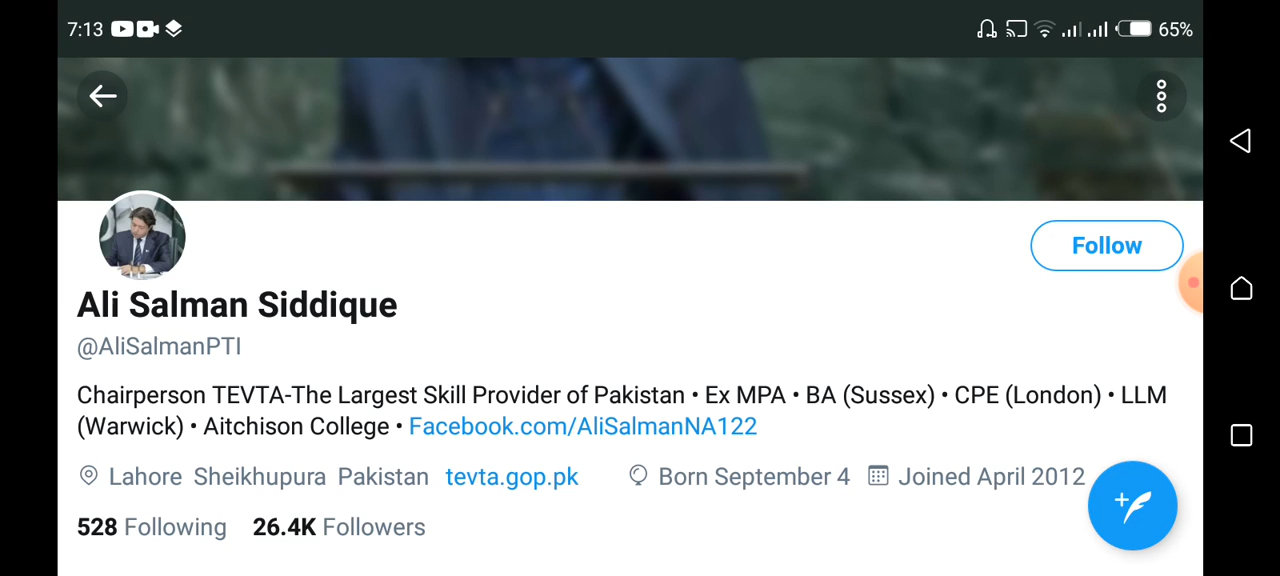 7:13 65%
Follow
Ali Salman Siddique
@AliSalmanPTI
Chairperson TEVTA-The Largest Skill Provider of Pakistan • Ex MPA • BA (Sussex) • CPE (London) • LLM
(Warwick) • Aitchison College • Facebook.com/AliSalmanNA122
Lahore Sheikhupura Pakistan tevta.gop.pk Born September 4 Joined April 2012
528 Following 26.4K Followers